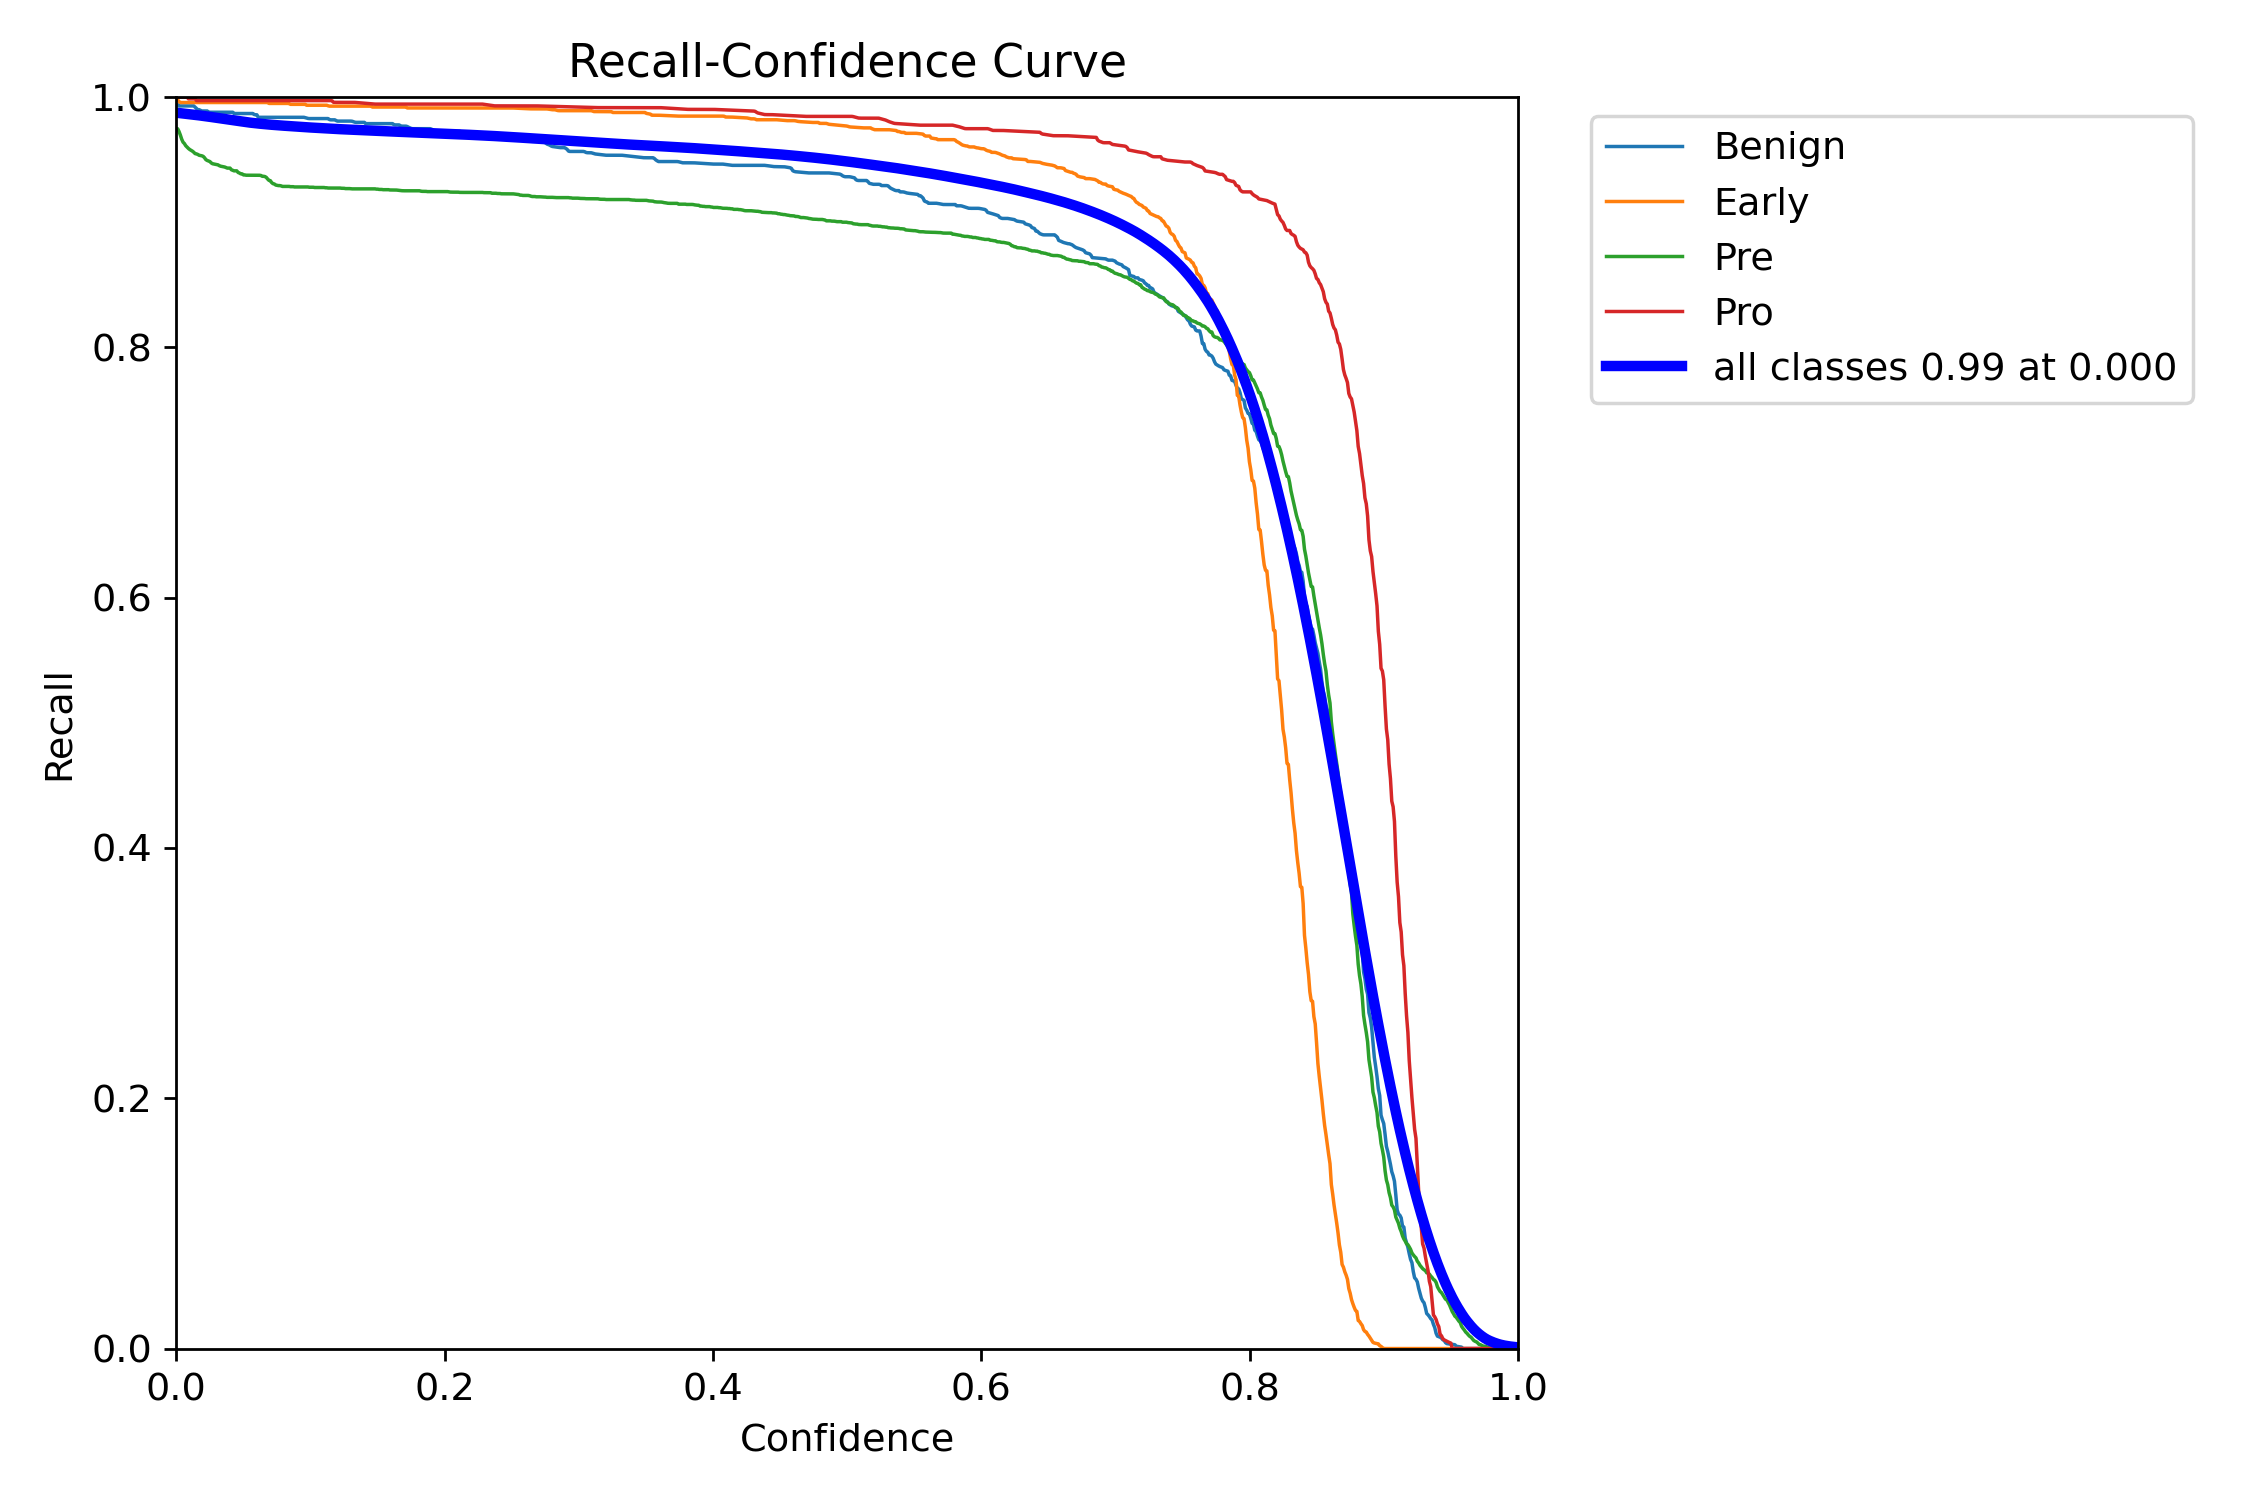 Recall-Confidence Curve
1.0
0.8
0.6
0.4
0.2
0.0
Recall
0.0 0.2 0.4 0.6 0.8 1.0
Confidence
Benign
Early
Pre
Pro
all classes 0.99 at 0.000